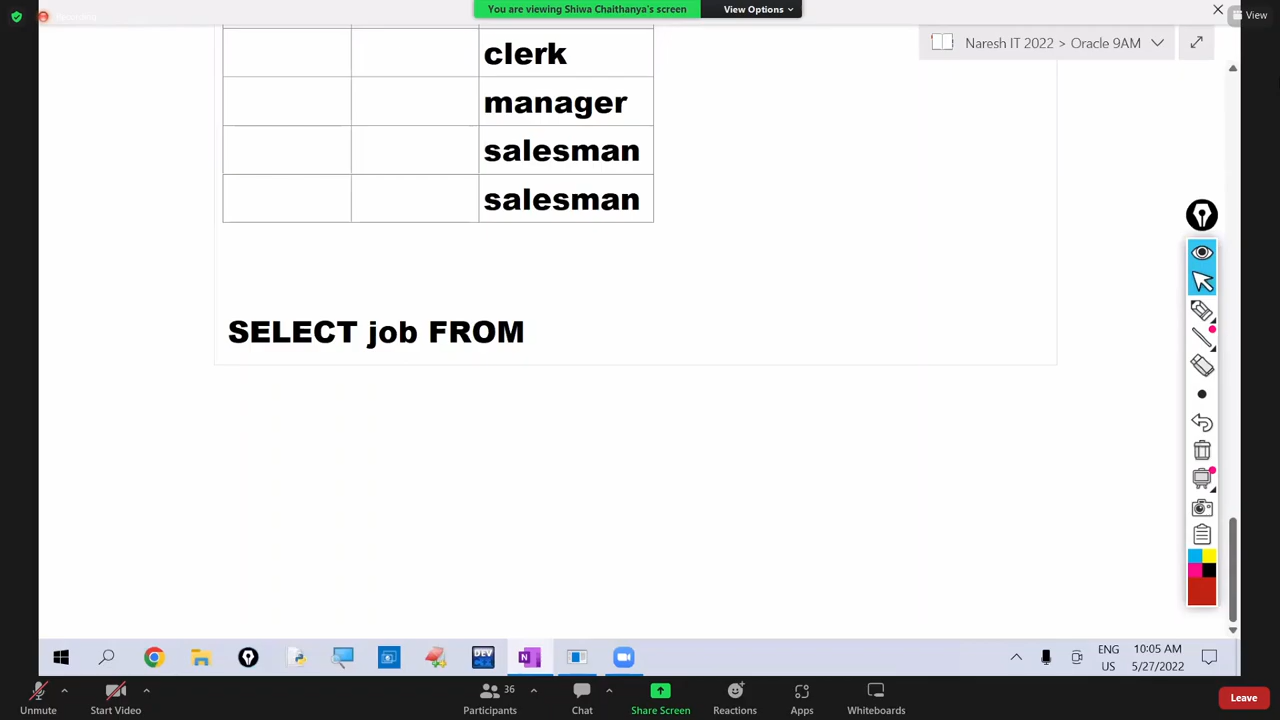 You are viewing Shiwa Chaithanya's screen
View Options
Recording
View
Naresh IT 2022 > Oracle 9AM
clerk
manager
salesman
salesman
SELECT job FROM
DEV
ENG
US
10:05 AM
5/27/2022
Unmute
Start Video
36
Participants
Chat
Share Screen
Reactions
Apps
Whiteboards
Leave